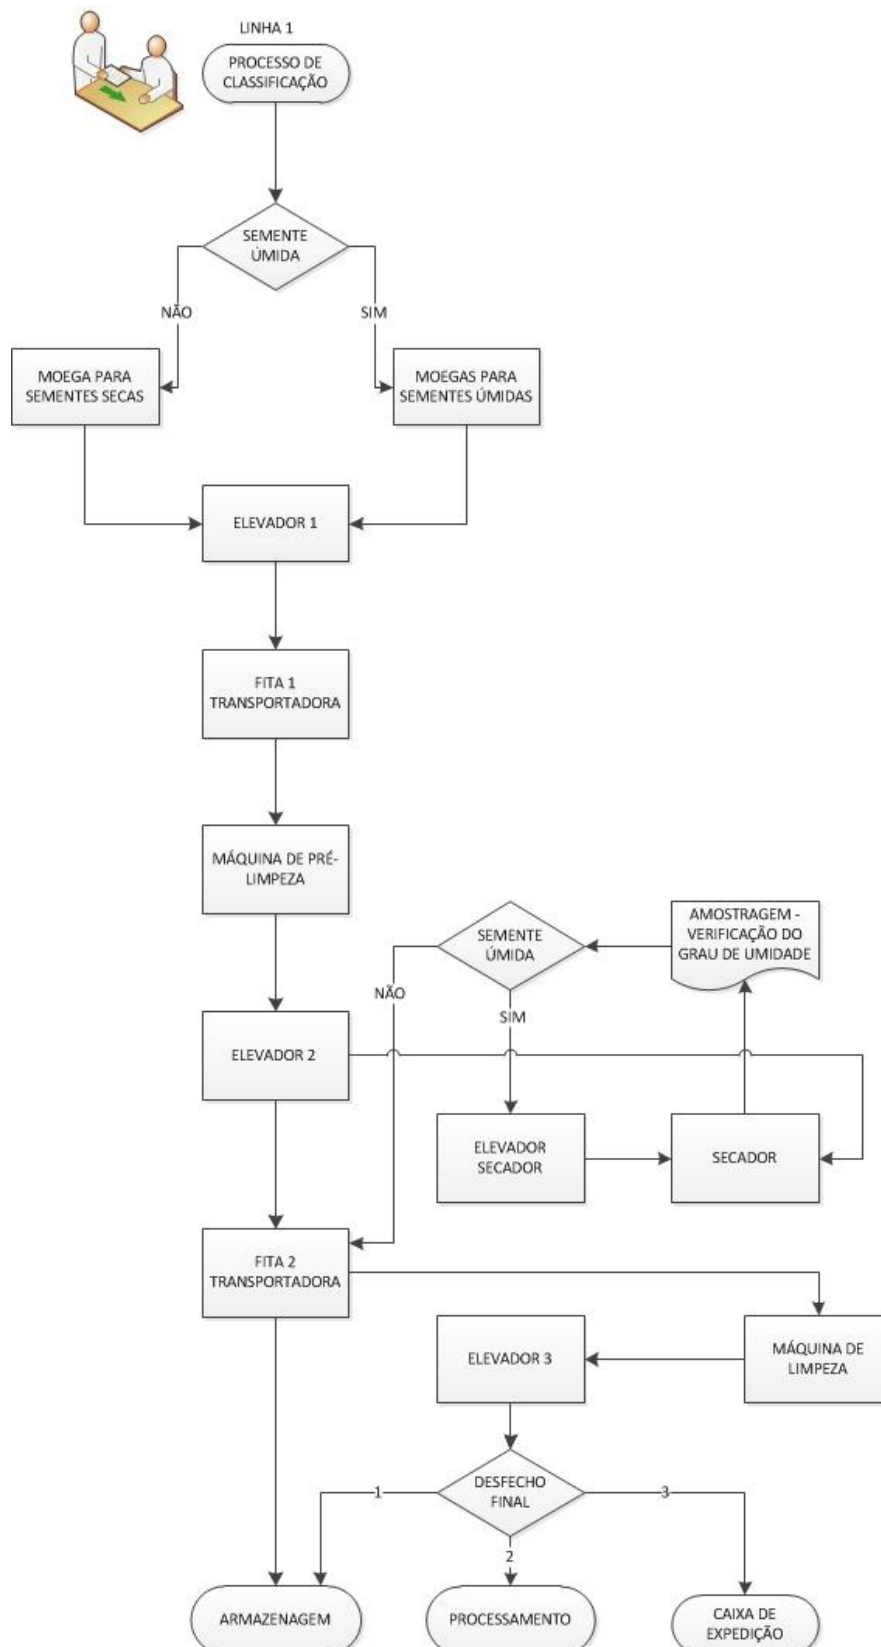 LINHA 1
PROCESSO DE
CLASSIFICAÇÃO
SEMENTE
ÚMIDA
NÃO
SIM
MOEGA PARA
SEMENTES SECAS
MOEGAS PARA
SEMENTES ÚMIDAS
ELEVADOR 1
FITA 1
TRANSPORTADORA
MÁQUINA DE PRÉ-
LIMPEZA
SEMENTE
ÚMIDA
AMOSTRAGEM -
VERIFICAÇÃO DO
GRAU DE UMIDADE
NÃO
SIM
ELEVADOR 2
ELEVADOR
SECADOR
SECADOR
FITA 2
TRANSPORTADORA
ELEVADOR 3
MÁQUINA DE
LIMPEZA
DESFECHO
FINAL
1
3
2
ARMAZENAGEM
PROCESSAMENTO
CAIXA DE
EXPEDIÇÃO